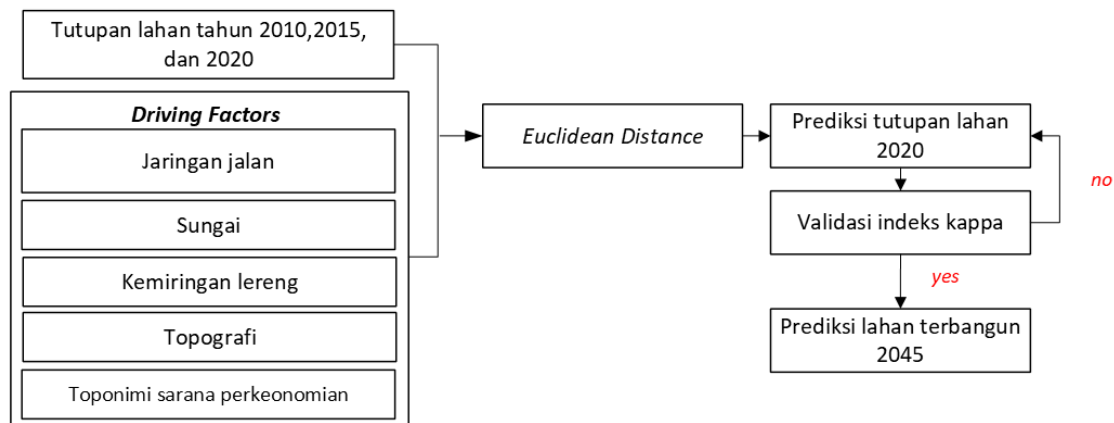 Tutupan lahan tahun 2010,2015,
dan 2020
Driving Factors
Jaringan jalan
Sungai
Kemiringan lereng
Topografi
Toponimi sarana perkeonomian
Euclidean Distance
Prediksi tutupan lahan
2020
no
Validasi indeks kappa
yes
Prediksi lahan terbangun
2045